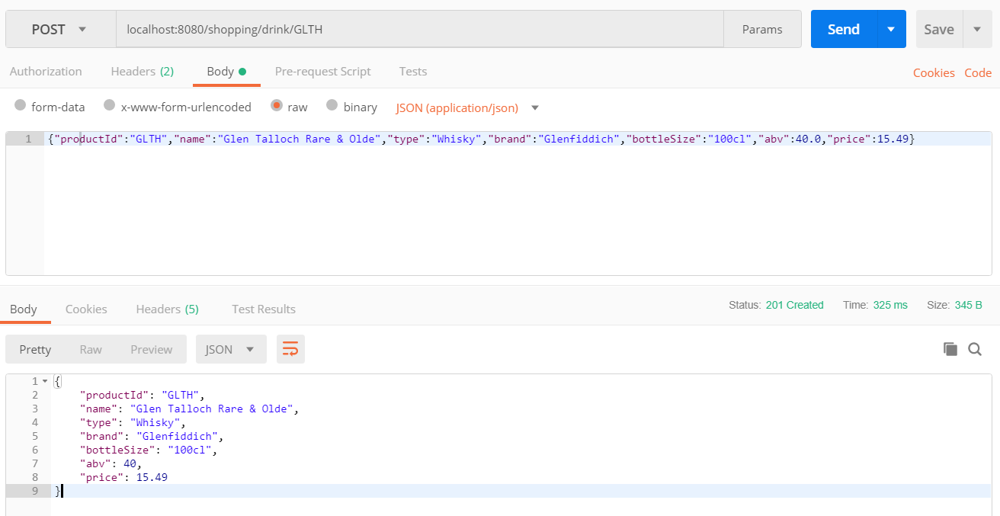 POST localhost:8080/shopping/drink/GLTH Params Send Save
Authorization Headers (2) Body Pre-request Script Tests Cookies Code
form-data x-www-form-urlencoded raw binary JSON (application/json)
1 {"productId":"GLTH","name":"Glen Talloch Rare & Olde","type":"Whisky","brand":"Glenfiddich","bottleSize":"100cl","abv":40.0,"price":15.49}
Body Cookies Headers (5) Test Results Status: 201 Created Time: 325 ms Size: 345 B
Pretty Raw Preview JSON
1 {
2 "productId": "GLTH",
3 "name": "Glen Talloch Rare & Olde",
4 "type": "Whisky",
5 "brand": "Glenfiddich",
6 "bottleSize": "100cl",
7 "abv": 40,
8 "price": 15.49
9 }